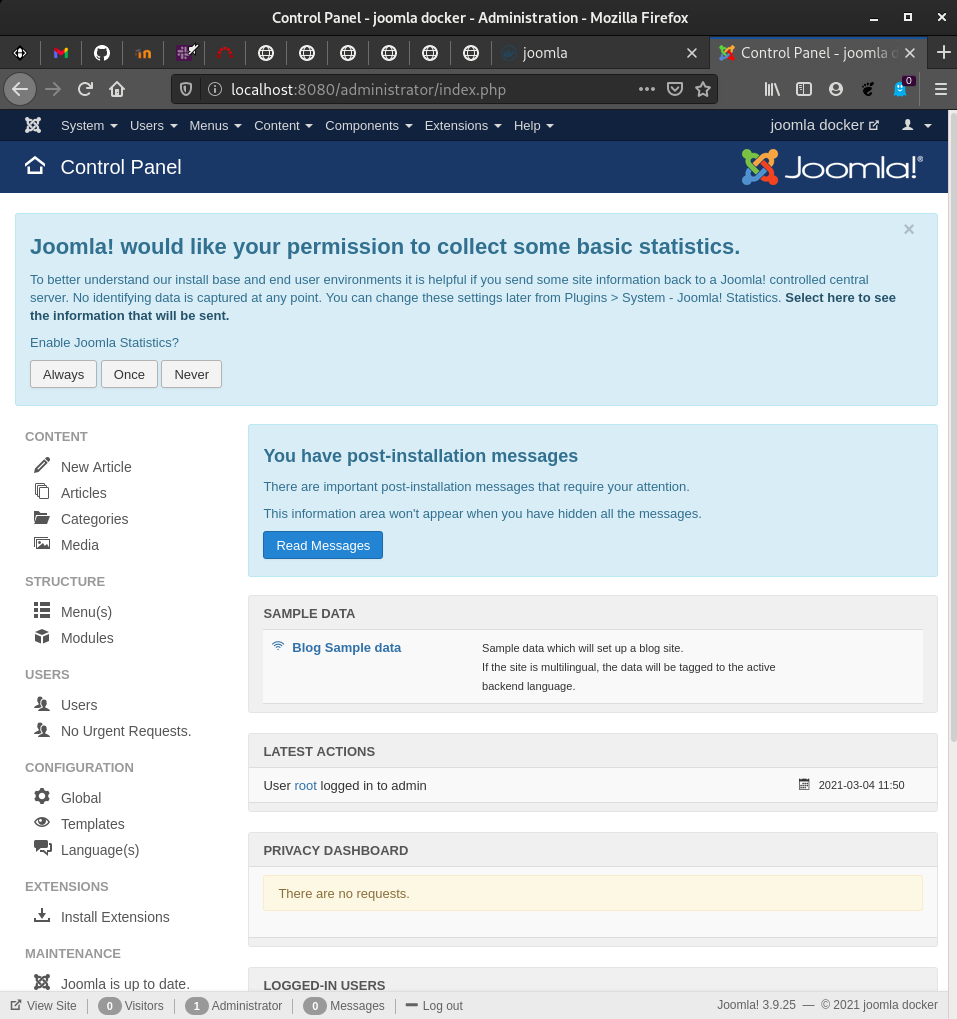 Control Panel - joomla docker - Administration - Mozilla Firefox
joomla
Control Panel - joomla d
localhost:8080/administrator/index.php
0
System Users Menus Content Components Extensions Help joomla docker
Control Panel
Joomla!®
Joomla! would like your permission to collect some basic statistics.
To better understand our install base and end user environments it is helpful if you send some site information back to a Joomla! controlled central
server. No identifying data is captured at any point. You can change these settings later from Plugins > System - Joomla! Statistics. Select here to see
the information that will be sent.
Enable Joomla Statistics?
Always Once Never
CONTENT
New Article
Articles
Categories
Media
STRUCTURE
Menu(s)
Modules
USERS
Users
No Urgent Requests.
CONFIGURATION
Global
Templates
Language(s)
EXTENSIONS
Install Extensions
MAINTENANCE
Joomla is up to date.
You have post-installation messages
There are important post-installation messages that require your attention.
This information area won't appear when you have hidden all the messages.
Read Messages
SAMPLE DATA
Blog Sample data
Sample data which will set up a blog site.
If the site is multilingual, the data will be tagged to the active
backend language.
LATEST ACTIONS
User root logged in to admin 2021-03-04 11:50
PRIVACY DASHBOARD
There are no requests.
LOGGED-IN USERS
View Site 0 Visitors 1 Administrator 0 Messages Log out Joomla! 3.9.25 — © 2021 joomla docker